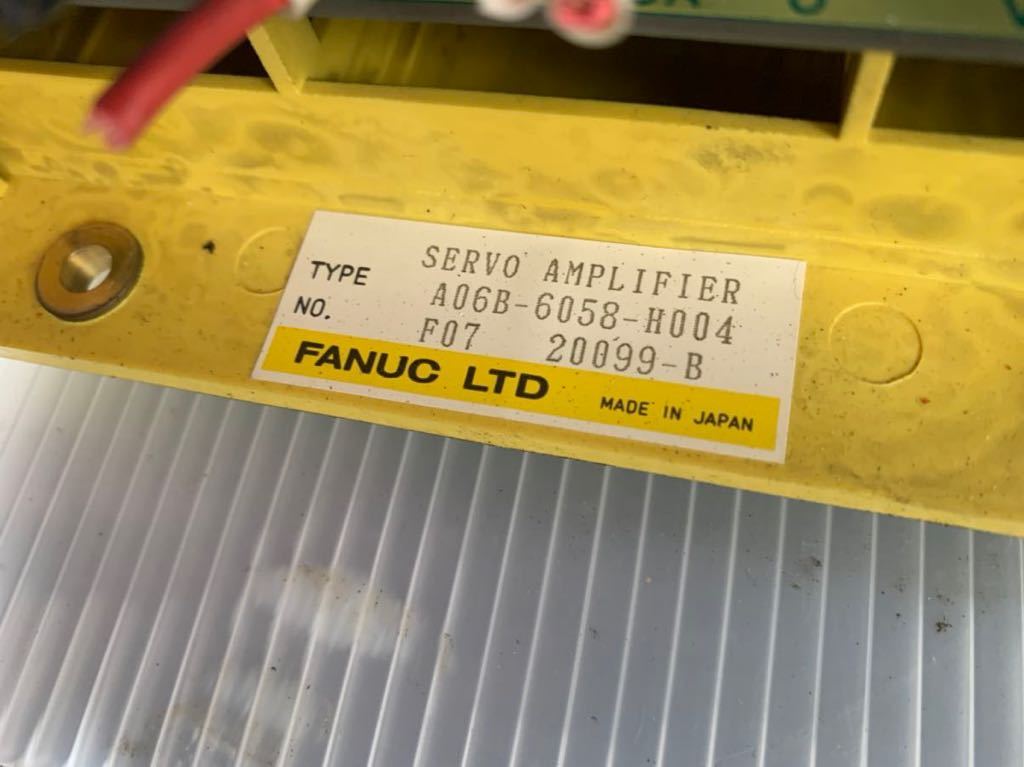 SERVO AMPLIFIER
TYPE A06B-6058-H004
NO. F07 20099-B
FANUC LTD MADE IN JAPAN